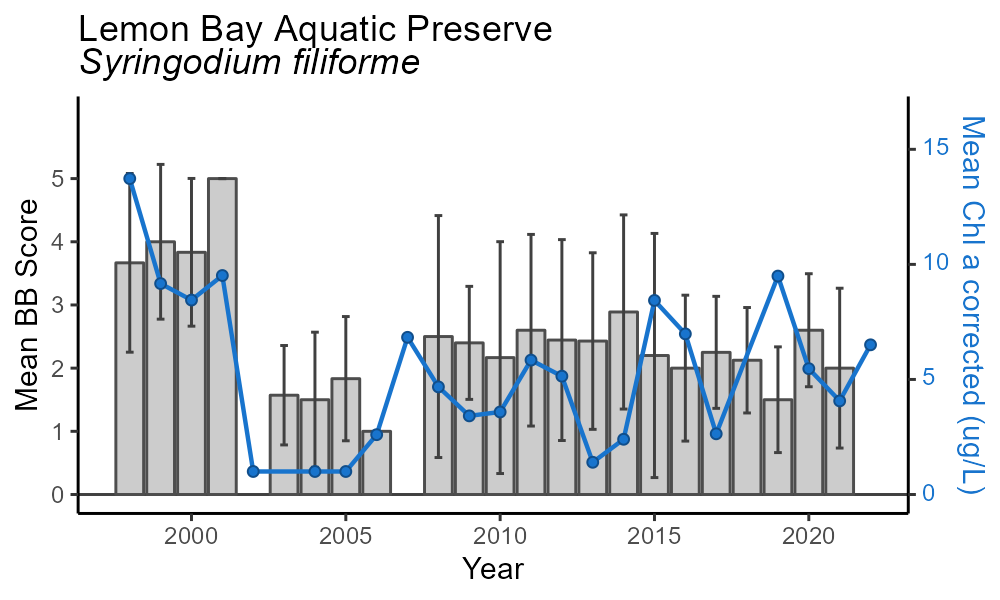 Lemon Bay Aquatic Preserve
Syringodium filiforme
Mean BB Score
5
4
3
2
1
0
15
10
5
0
Mean Chl a corrected (ug/L)
2000 2005 2010 2015 2020
Year